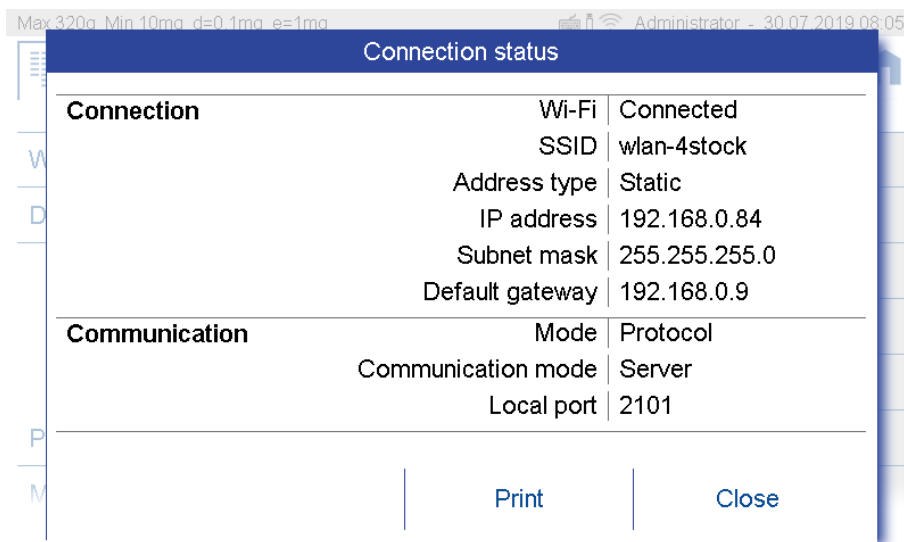 Max 320g Min 10mg d=0.1mg e=1mg Administrator - 30.07.2019 08:05
Connection status
Connection Wi-Fi Connected
SSID wlan-4stock
Address type Static
IP address 192.168.0.84
Subnet mask 255.255.255.0
Default gateway 192.168.0.9
Communication Mode Protocol
Communication mode Server
Local port 2101
Print Close